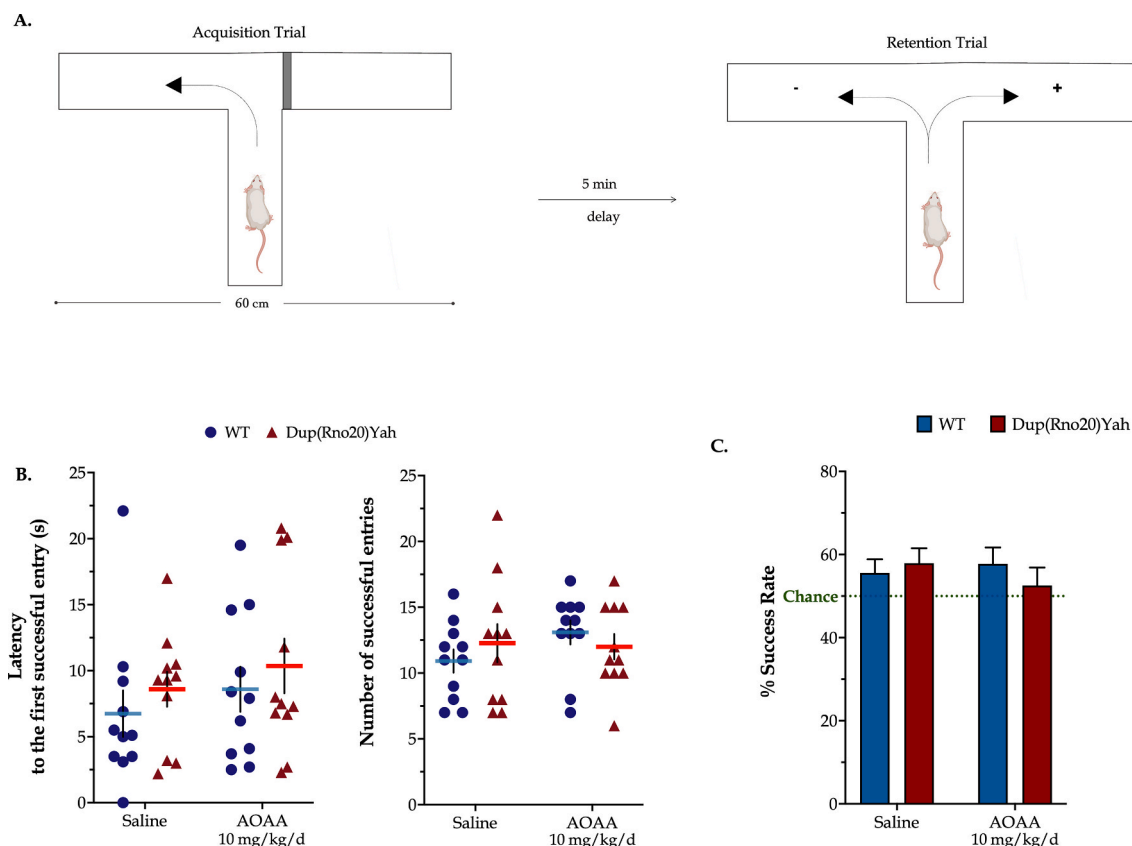 A.
Acquisition Trial
Retention Trial
-
+
5 min
delay
60 cm
WT
Dup(Rno20)Yah
B.
Latency
to the first successful entry (s)
25
20
15
10
5
0
Saline
AOAA
10 mg/kg/d
Number of successful entries
25
20
15
10
5
0
Saline
AOAA
10 mg/kg/d
WT
Dup(Rno20)Yah
C.
% Success Rate
80
60
40
20
0
Chance
Saline
AOAA
10 mg/kg/d